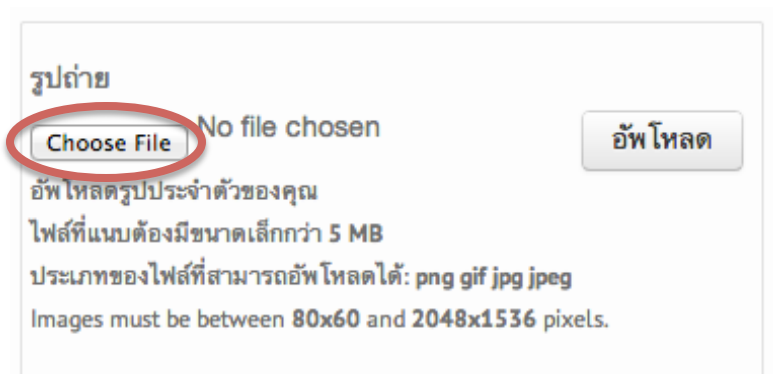 รูปถ่าย
Choose File No file chosen อัพโหลด
อัพโหลดรูปประจำตัวของคุณ
ไฟล์ที่แนบต้องมีขนาดเล็กกว่า 5 MB
ประเภทของไฟล์ที่สามารถอัพโหลดได้: png gif jpg jpeg
Images must be between 80x60 and 2048x1536 pixels.